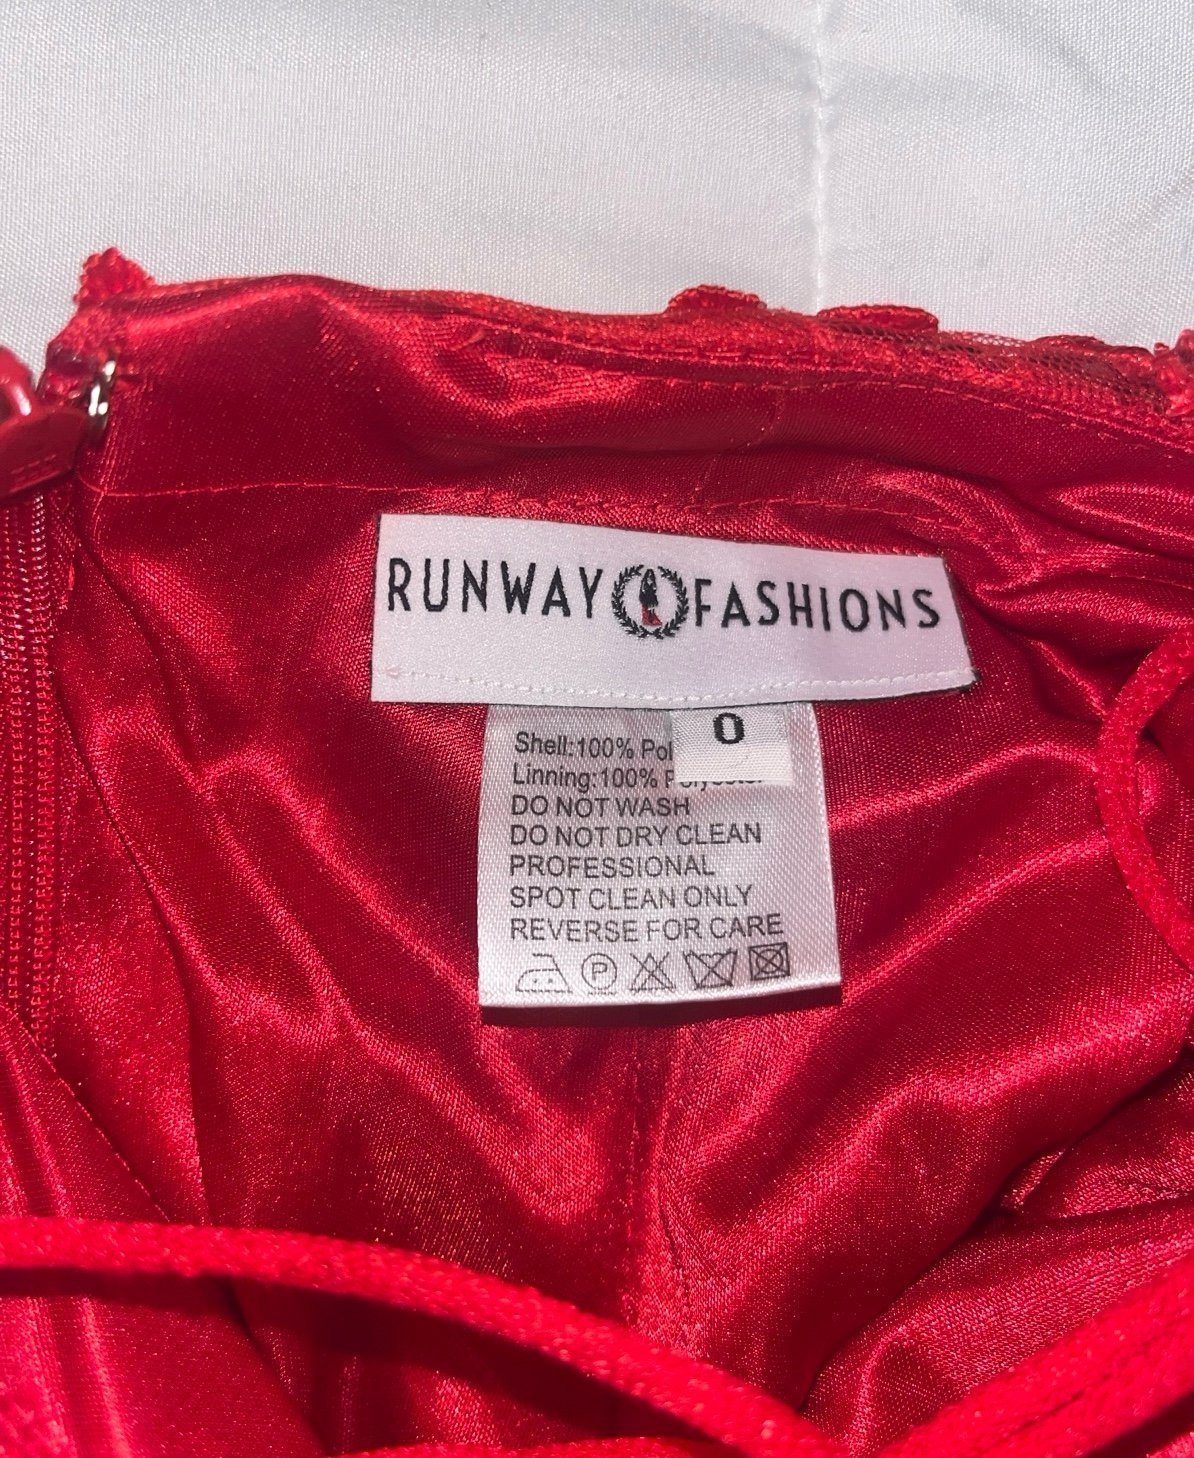 RUNWAY FASHIONS
0
Shell:100%
Linning:100%
DO NOT WASH
DO NOT DRY CLEAN
PROFESSIONAL
SPOT CLEAN ONLY
REVERSE FOR CARE
P